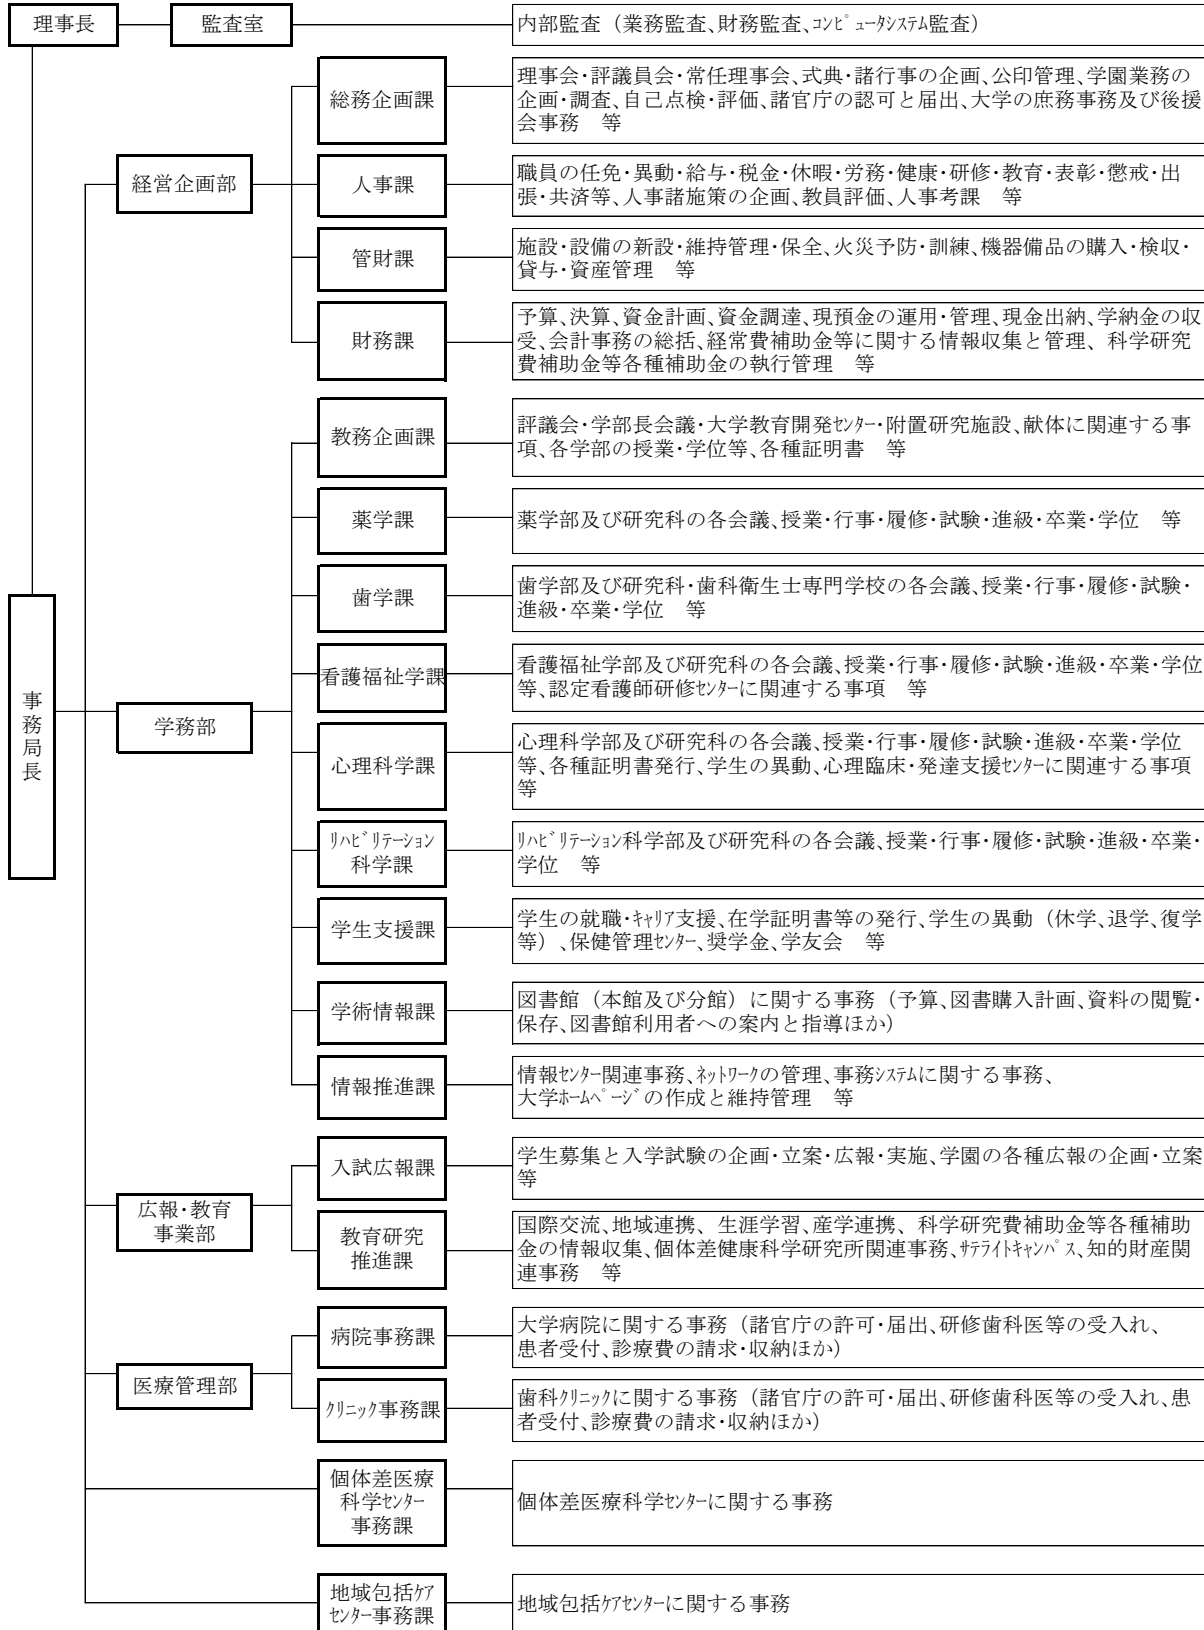 理事長
監査室
内部監査（業務監査、財務監査、ｺﾝﾋﾟｭｰﾀｼｽﾃﾑ監査）
総務企画課
理事会・評議員会・常任理事会、式典・諸行事の企画、公印管理、学園業務の
企画・調査、自己点検・評価、諸官庁の認可と届出、大学の庶務事務及び後援
会事務　等
経営企画部
人事課
職員の任免・異動・給与・税金・休暇・労務・健康・研修・教育・表彰・懲戒・出
張・共済等、人事諸施策の企画、教員評価、人事考課　等
管財課
施設・設備の新設・維持管理・保全、火災予防・訓練、機器備品の購入・検収・
貸与・資産管理　等
財務課
予算、決算、資金計画、資金調達、現預金の運用・管理、現金出納、学納金の収
受、会計事務の総括、経常費補助金等に関する情報収集と管理、科学研究
費補助金等各種補助金の執行管理　等
教務企画課
評議会・学部長会議・大学教育開発ｾﾝﾀｰ・附置研究施設、献体に関連する事
項、各学部の授業・学位等、各種証明書　等
薬学課
薬学部及び研究科の各会議、授業・行事・履修・試験・進級・卒業・学位　等
歯学課
歯学部及び研究科・歯科衛生士専門学校の各会議、授業・行事・履修・試験・
進級・卒業・学位　等
事務局長
看護福祉学課
看護福祉学部及び研究科の各会議、授業・行事・履修・試験・進級・卒業・学位
等、認定看護師研修ｾﾝﾀｰに関連する事項　等
学務部
心理科学課
心理科学部及び研究科の各会議、授業・行事・履修・試験・進級・卒業・学位
等、各種証明書発行、学生の異動、心理臨床・発達支援ｾﾝﾀｰに関連する事項
等
ﾘﾊﾋﾞﾘﾃｰｼｮﾝ
科学課
ﾘﾊﾋﾞﾘﾃｰｼｮﾝ科学部及び研究科の各会議、授業・行事・履修・試験・進級・卒業・
学位　等
学生支援課
学生の就職・ｷｬﾘｱ支援、在学証明書等の発行、学生の異動（休学、退学、復学
等）、保健管理ｾﾝﾀｰ、奨学金、学友会　等
学術情報課
図書館（本館及び分館）に関する事務（予算、図書購入計画、資料の閲覧・
保存、図書館利用者への案内と指導ほか）
情報推進課
情報ｾﾝﾀｰ関連事務、ﾈｯﾄﾜｰｸの管理、事務ｼｽﾃﾑに関する事務、
大学ﾎｰﾑﾍﾟｰｼﾞの作成と維持管理　等
入試広報課
学生募集と入学試験の企画・立案・広報・実施、学園の各種広報の企画・立案
等
広報・教育
事業部
教育研究
推進課
国際交流、地域連携、生涯学習、産学連携、科学研究費補助金等各種補助
金の情報収集、個体差健康科学研究所関連事務、ｻﾃﾗｲﾄｷｬﾝﾊﾟｽ、知的財産関
連事務　等
病院事務課
大学病院に関する事務（諸官庁の許可・届出、研修歯科医等の受入れ、
患者受付、診療費の請求・収納ほか）
医療管理部
ｸﾘﾆｯｸ事務課
歯科ｸﾘﾆｯｸに関する事務（諸官庁の許可・届出、研修歯科医等の受入れ、患
者受付、診療費の請求・収納ほか）
個体差医療
科学ｾﾝﾀｰ
事務課
個体差医療科学ｾﾝﾀｰに関する事務
地域包括ｹｱ
ｾﾝﾀｰ事務課
地域包括ｹｱｾﾝﾀｰに関する事務